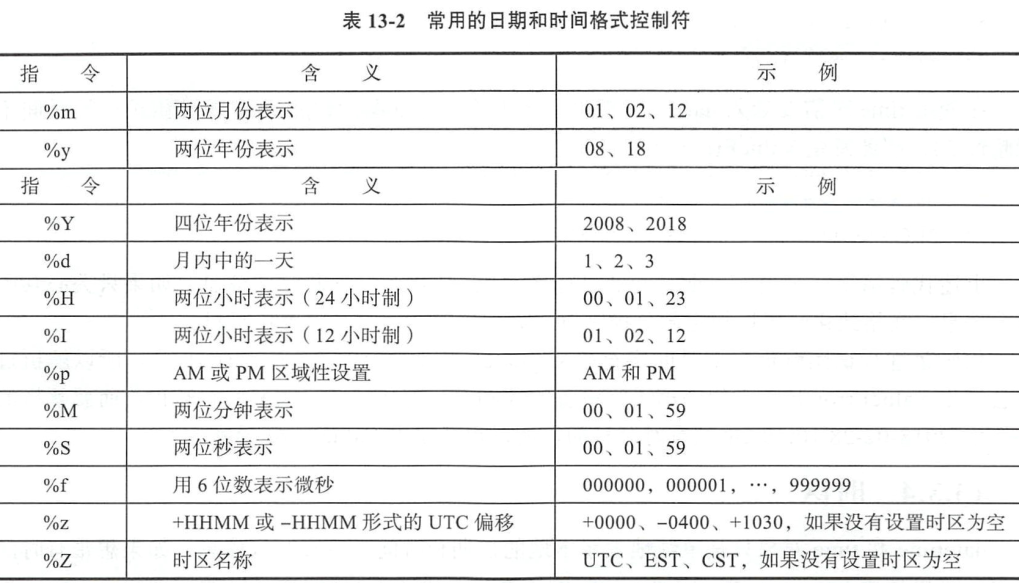 表 13-2 常用的日期和时间格式控制符
指 令 含 义 示 例
%m 两位月份表示 01、02、12
%y 两位年份表示 08、18
指 令 含 义 示 例
%Y 四位年份表示 2008、2018
%d 月内中的一天 1、2、3
%H 两位小时表示（24 小时制） 00、01、23
%I 两位小时表示（12 小时制） 01、02、12
%p AM 或 PM 区域性设置 AM 和 PM
%M 两位分钟表示 00、01、59
%S 两位秒表示 00、01、59
%f 用 6 位数表示微秒 000000，000001，…，999999
%z +HHMM 或 -HHMM 形式的 UTC 偏移 +0000、-0400、+1030，如果没有设置时区为空
%Z 时区名称 UTC、EST、CST，如果没有设置时区为空